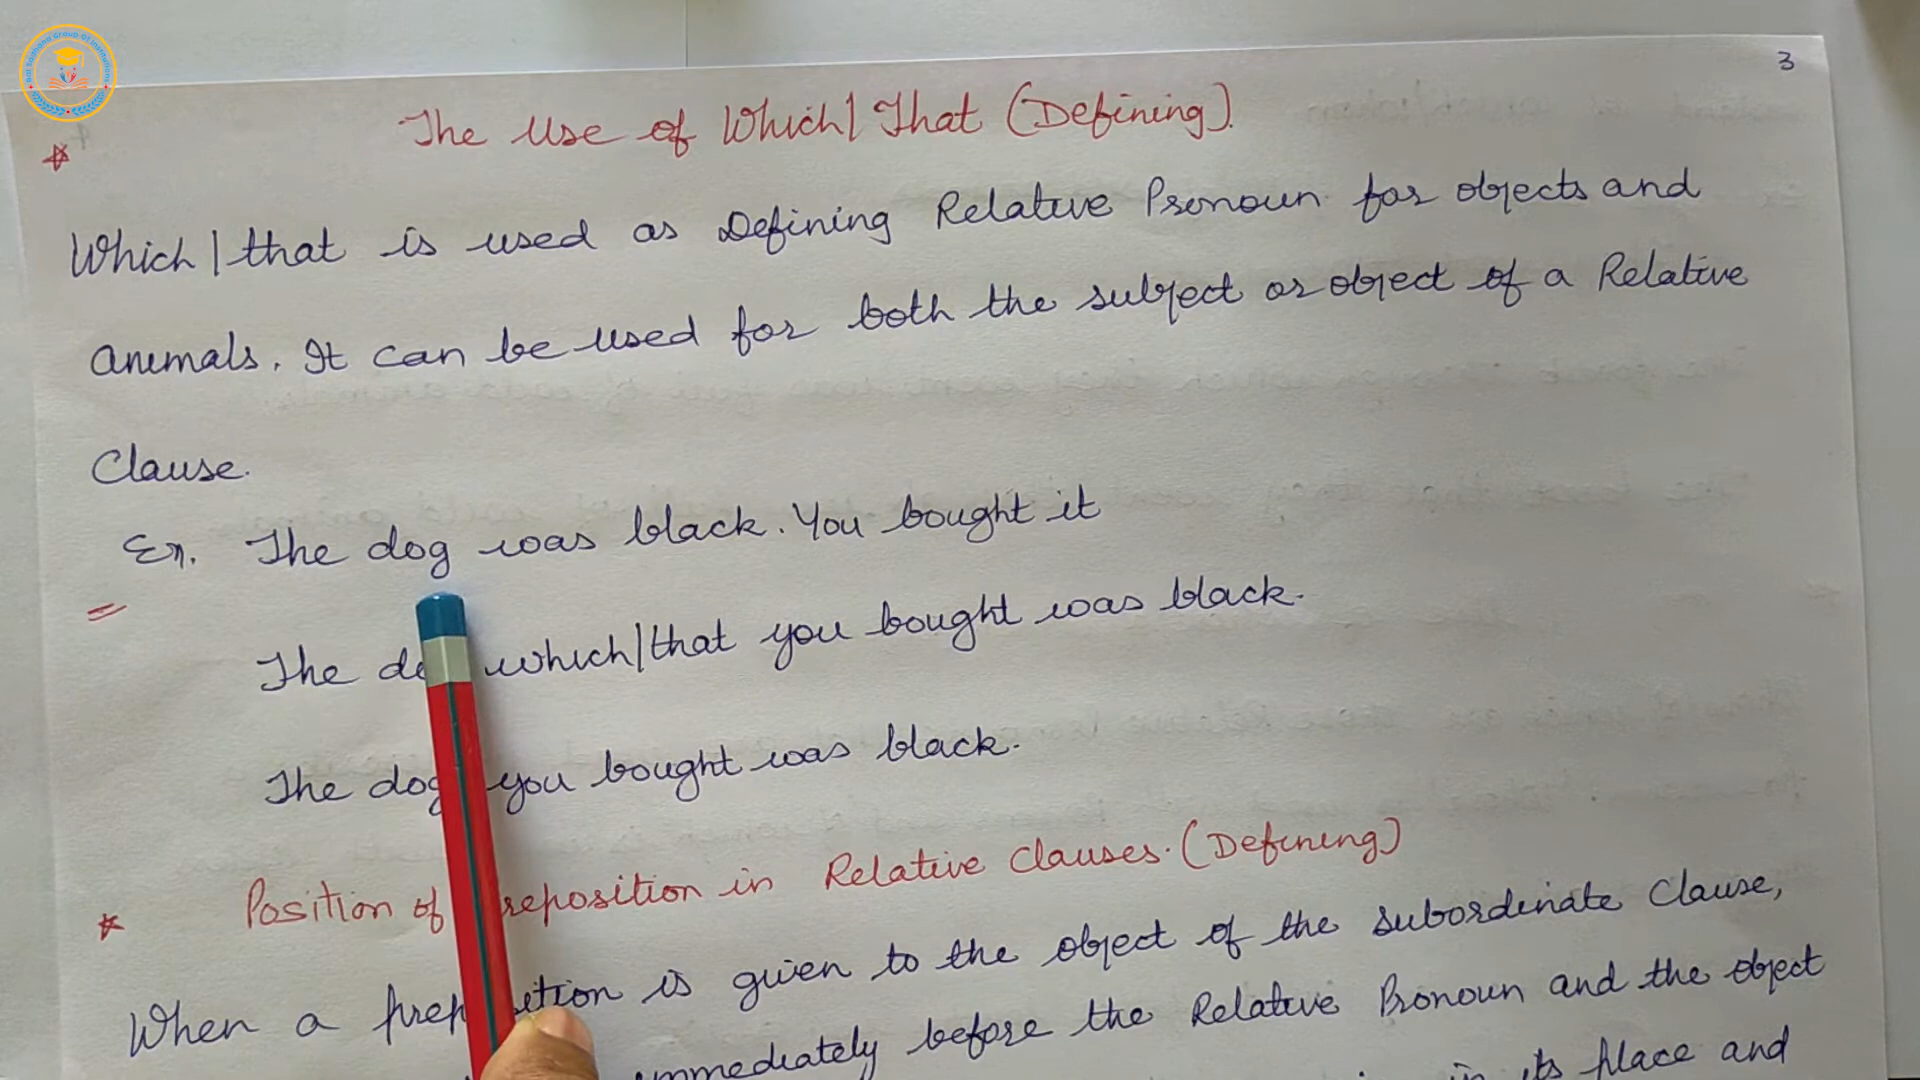 3
The Use of Which/That (Defining).
Which/that is used as Defining Relative Pronoun for objects and
animals. It can be used for both the subject or object of a Relative
Clause.
Ex. The dog was black. You bought it
The which/that you bought was black.
The dog you bought was black.
Position of in Relative Clauses. (Defining)
When a is given to the object of the subordinate Clause,
immediately before the Relative Pronoun and the object
in its place and